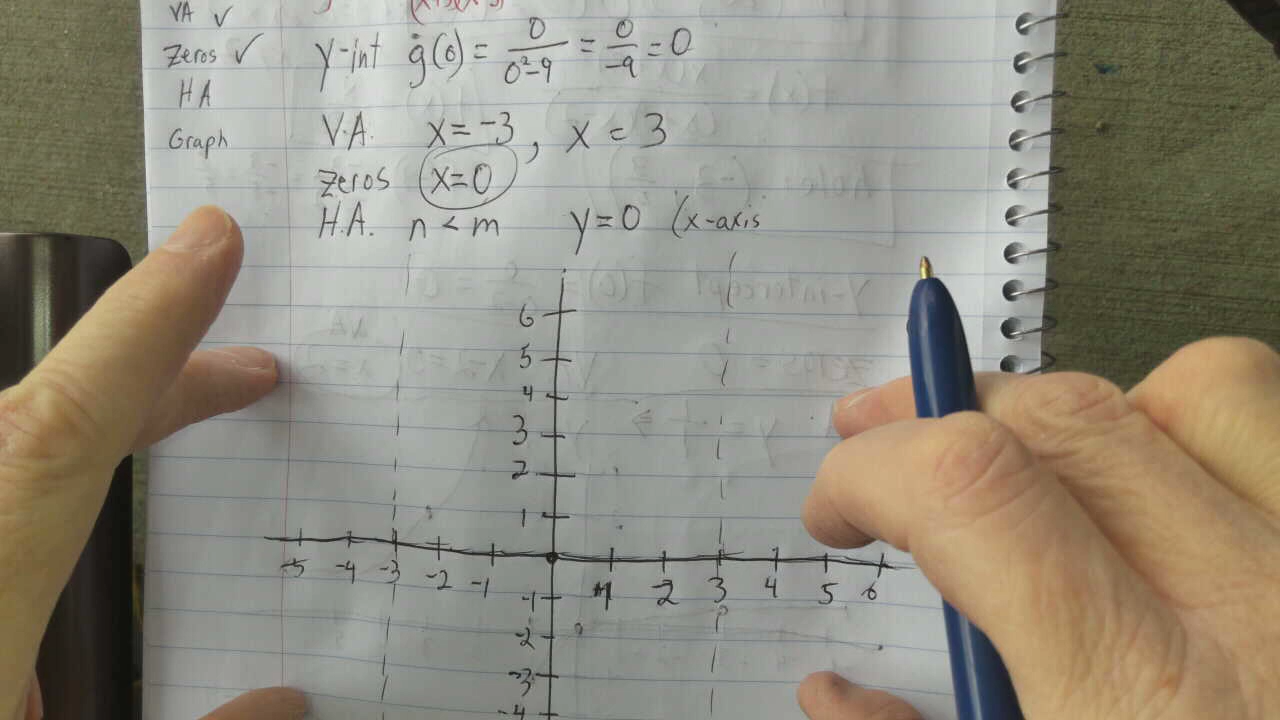 VA ✓
Zeros ✓
HA
Graph
y-int g(0) = 0/(0²-9) = 0/-9 = 0
V.A. x=-3, x=3
zeros x=0
H.A. n<m y=0 (x-axis
6
5
4
3
2
1
-5 -4 -3 -2 -1 1 2 3 4 5 6
-1
-2
-3
-4